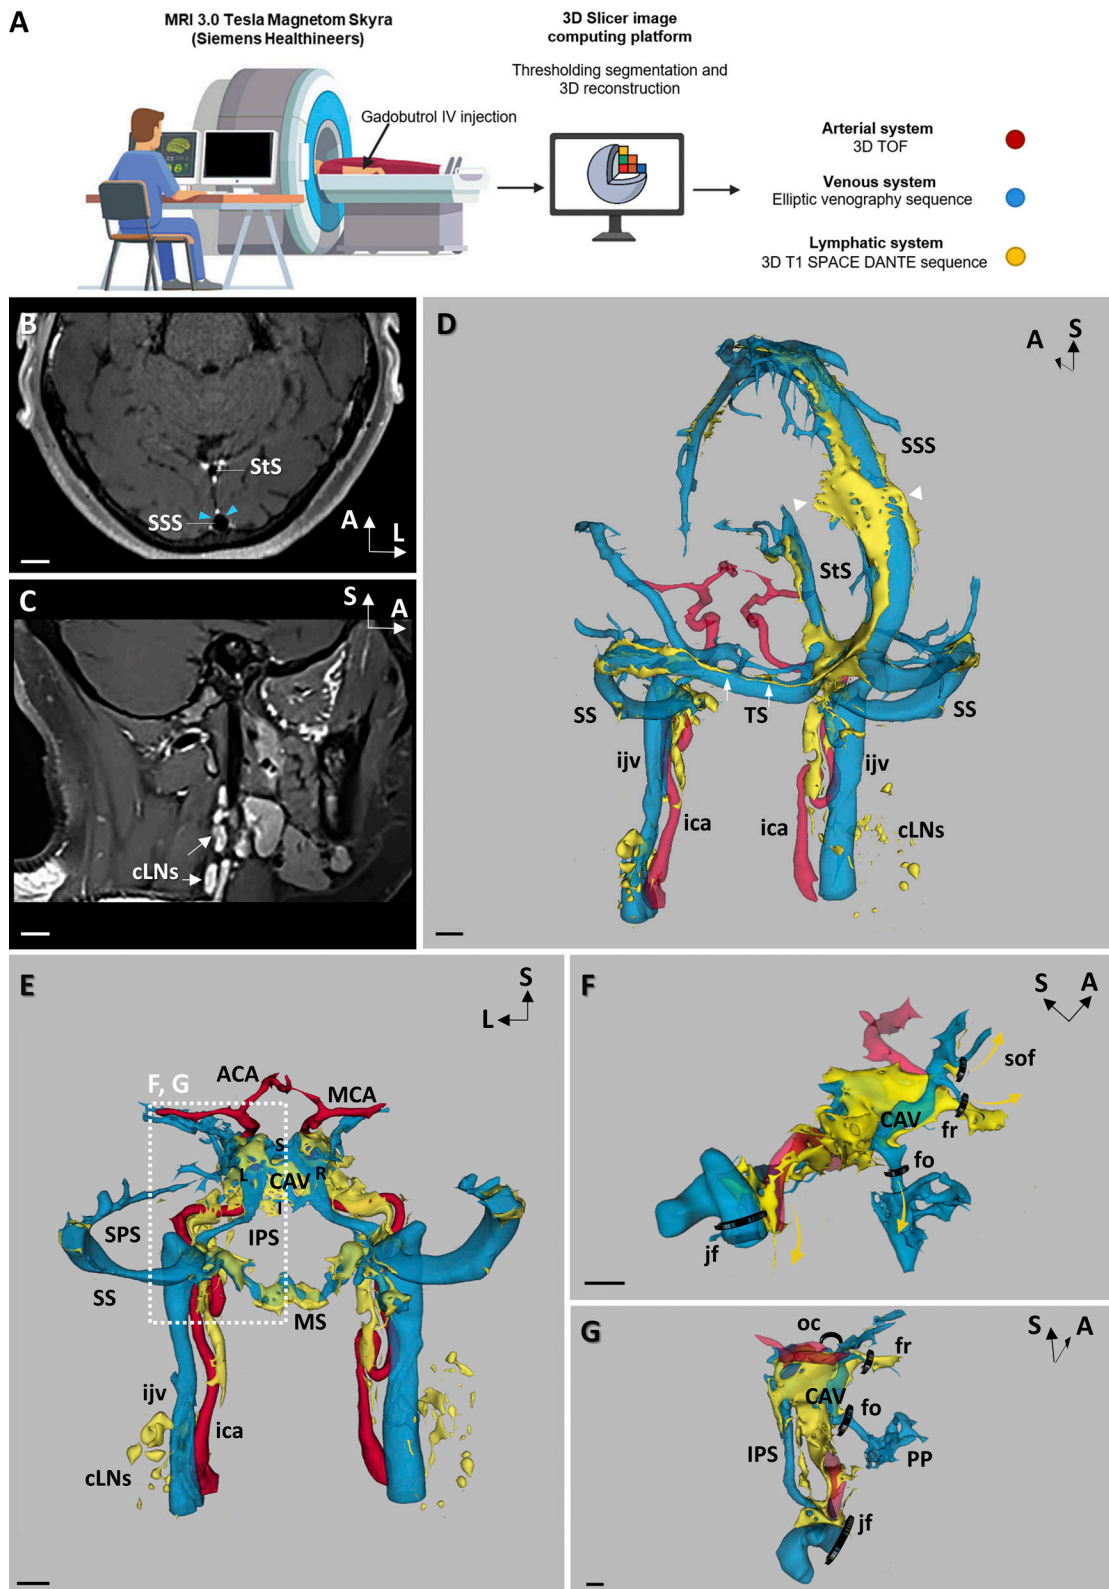 A
MRI 3.0 Tesla Magnetom Skyra
(Siemens Healthineers)
Gadobutrol IV injection
3D Slicer image
computing platform
Thresholding segmentation and
3D reconstruction
Arterial system
3D TOF
Venous system
Elliptic venography sequence
Lymphatic system
3D T1 SPACE DANTE sequence
B
StS
SSS
A
L
C
S
A
cLNs
D
S
A
SSS
StS
SS
TS
SS
ijv
ijv
ica
ica
cLNs
E
S
L
F, G
ACA
MCA
S
L
CAV
R
I
SPS
IPS
SS
MS
ijv
ica
cLNs
F
S
A
sof
CAV
fr
fo
jf
G
S
A
oc
fr
CAV
fo
IPS
PP
jf